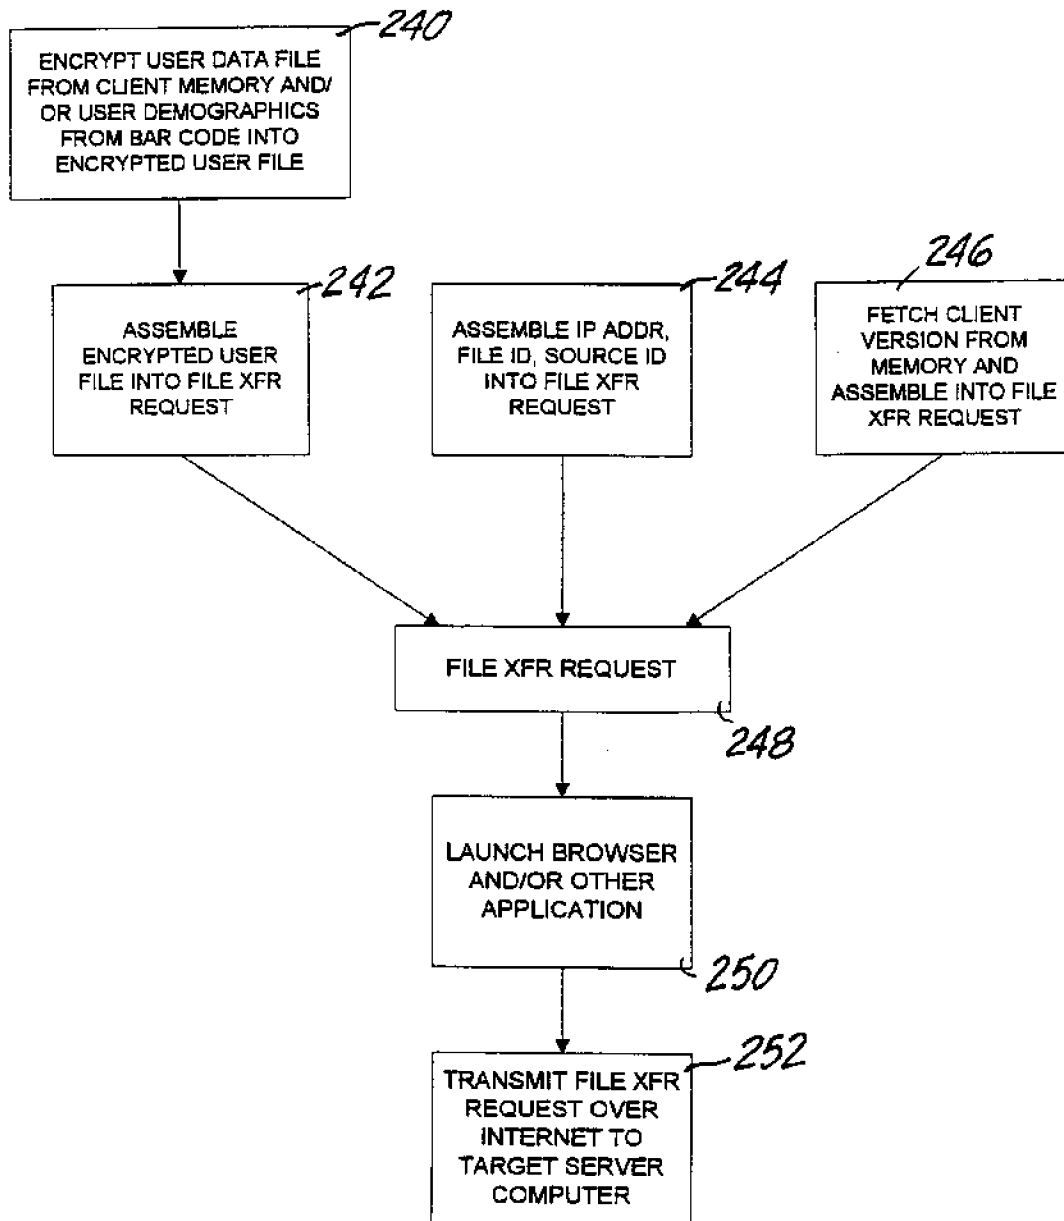 240
ENCRYPT USER DATA FILE
FROM CLIENT MEMORY AND/
OR USER DEMOGRAPHICS
FROM BAR CODE INTO
ENCRYPTED USER FILE
242
ASSEMBLE
ENCRYPTED USER
FILE INTO FILE XFR
REQUEST
244
ASSEMBLE IP ADDR,
FILE ID, SOURCE ID
INTO FILE XFR
REQUEST
246
FETCH CLIENT
VERSION FROM
MEMORY AND
ASSEMBLE INTO FILE
XFR REQUEST
FILE XFR REQUEST
248
LAUNCH BROWSER
AND/OR OTHER
APPLICATION
250
252
TRANSMIT FILE XFR
REQUEST OVER
INTERNET TO
TARGET SERVER
COMPUTER